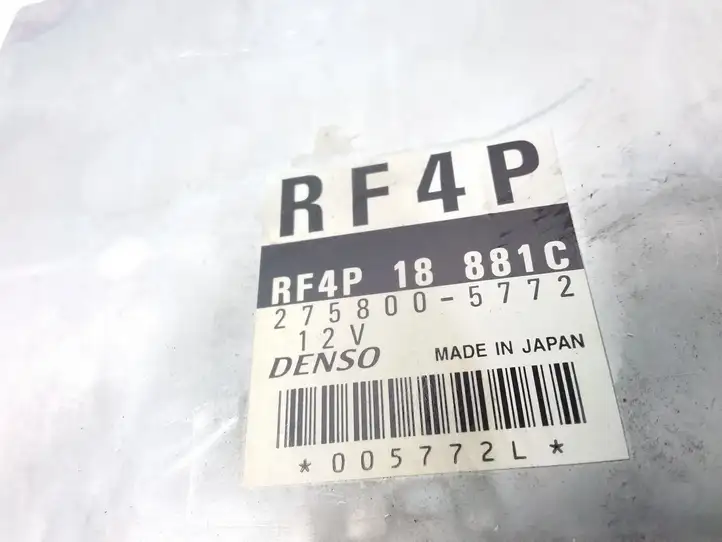 RF4P
RF4P 18 881C
275800-5772
12V
DENSO MADE IN JAPAN
*005772L*